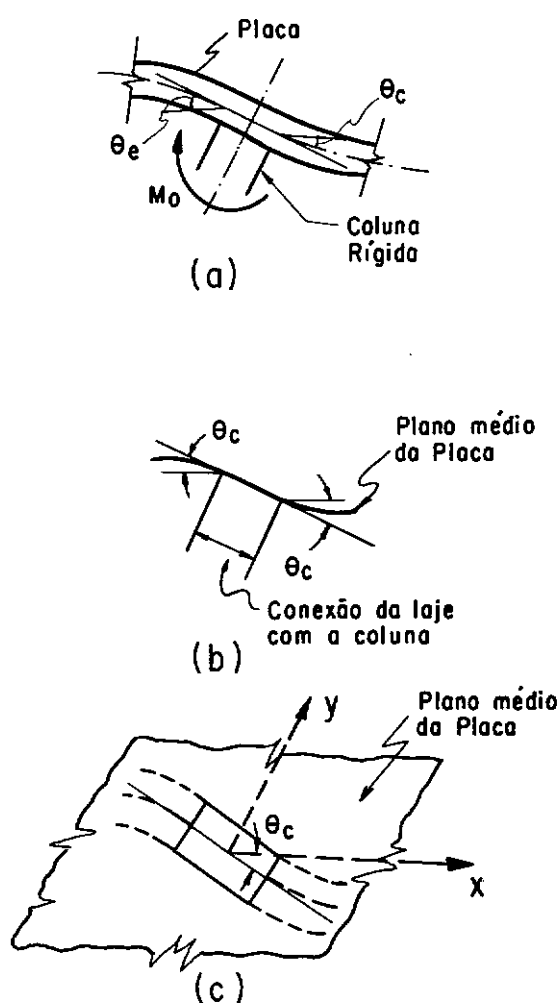 Placa
θc
θe
Mo
Coluna
Rígida
(a)
θc
Plano médio
da Placa
θc
Conexão da laje
com a coluna
(b)
y
Plano médio
da Placa
θc
x
(c)